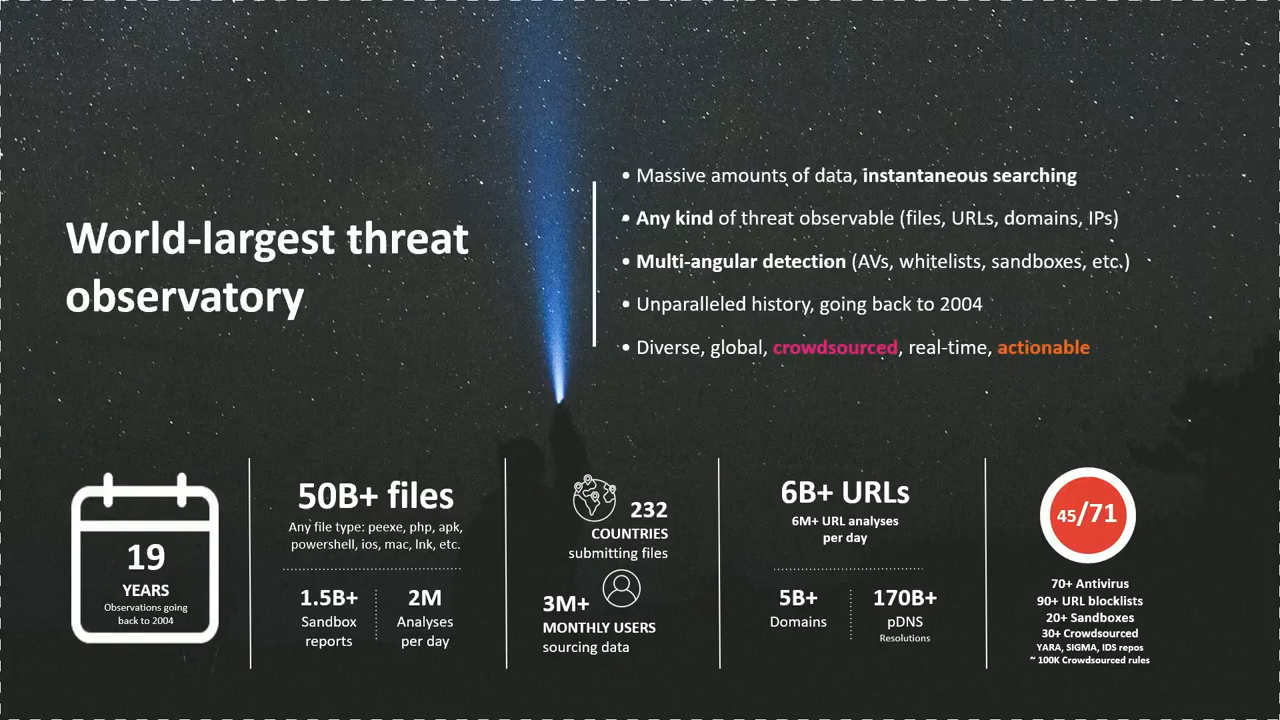 World-largest threat
observatory
• Massive amounts of data, instantaneous searching
• Any kind of threat observable (files, URLs, domains, IPs)
• Multi-angular detection (AVs, whitelists, sandboxes, etc.)
• Unparalleled history, going back to 2004
• Diverse, global, crowdsourced, real-time, actionable
19
YEARS
Observations going
back to 2004
50B+ files
Any file type: peexe, php, apk,
powershell, ios, mac, lnk, etc.
1.5B+
Sandbox
reports
2M
Analyses
per day
232
COUNTRIES
submitting files
3M+
MONTHLY USERS
sourcing data
6B+ URLs
6M+ URL analyses
per day
5B+
Domains
170B+
pDNS
Resolutions
45/71
70+ Antivirus
90+ URL blocklists
20+ Sandboxes
30+ Crowdsourced
YARA, SIGMA, IDS repos
~ 100K Crowdsourced rules